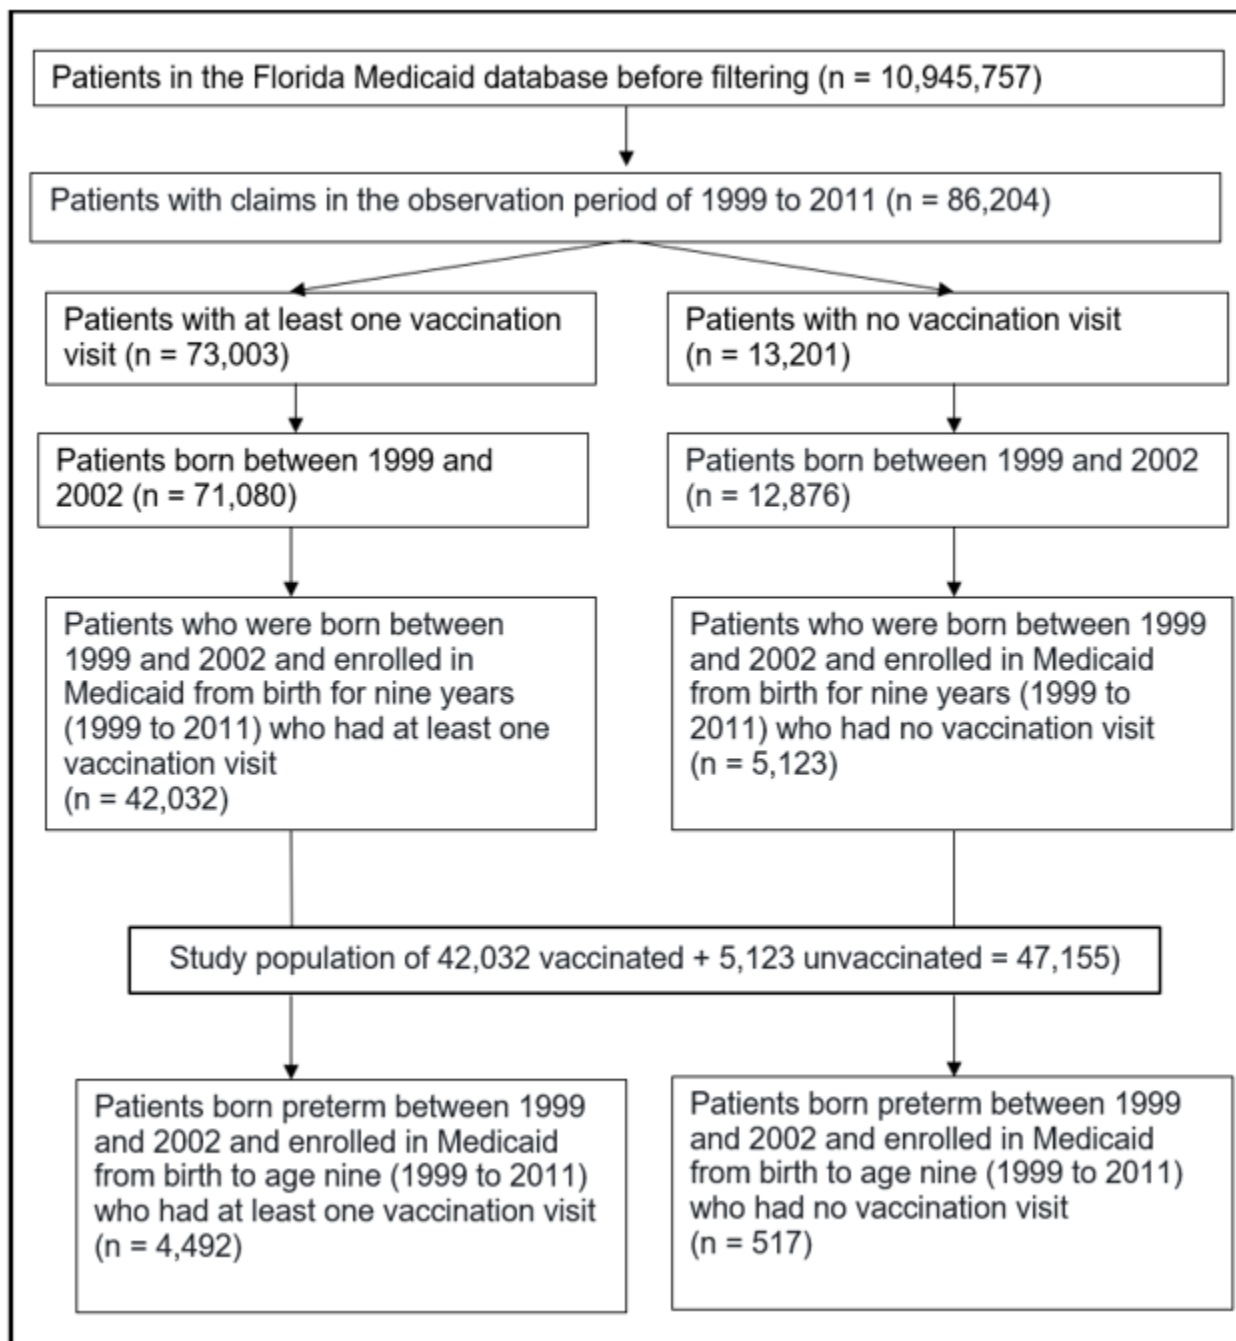 Patients in the Florida Medicaid database before filtering (n = 10,945,757)
Patients with claims in the observation period of 1999 to 2011 (n = 86,204)
Patients with at least one vaccination
visit (n = 73,003)
Patients with no vaccination visit
(n = 13,201)
Patients born between 1999 and
2002 (n = 71,080)
Patients born between 1999 and 2002
(n = 12,876)
Patients who were born between
1999 and 2002 and enrolled in
Medicaid from birth for nine years
(1999 to 2011) who had at least one
vaccination visit
(n = 42,032)
Patients who were born between 1999
and 2002 and enrolled in Medicaid
from birth for nine years (1999 to
2011) who had no vaccination visit
(n = 5,123)
Study population of 42,032 vaccinated + 5,123 unvaccinated = 47,155)
Patients born preterm between 1999
and 2002 and enrolled in Medicaid
from birth to age nine (1999 to 2011)
who had at least one vaccination visit
(n = 4,492)
Patients born preterm between 1999
and 2002 and enrolled in Medicaid
from birth to age nine (1999 to 2011)
who had no vaccination visit
(n = 517)